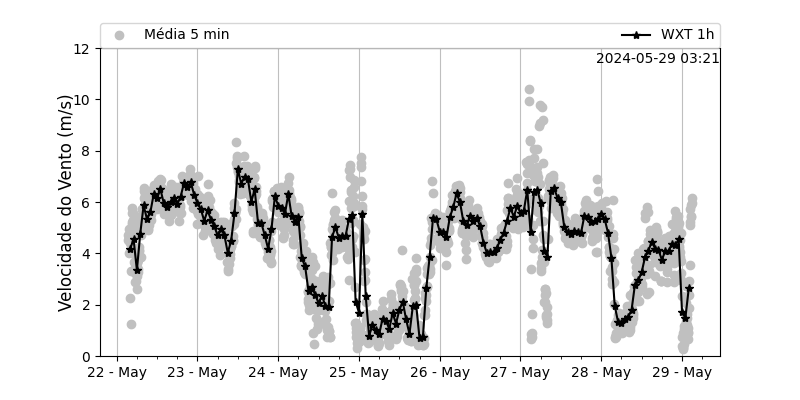 Média 5 min
WXT 1h
2024-05-29 03:21
Velocidade do Vento (m/s)
12
10
8
6
4
2
0
22 - May
23 - May
24 - May
25 - May
26 - May
27 - May
28 - May
29 - May